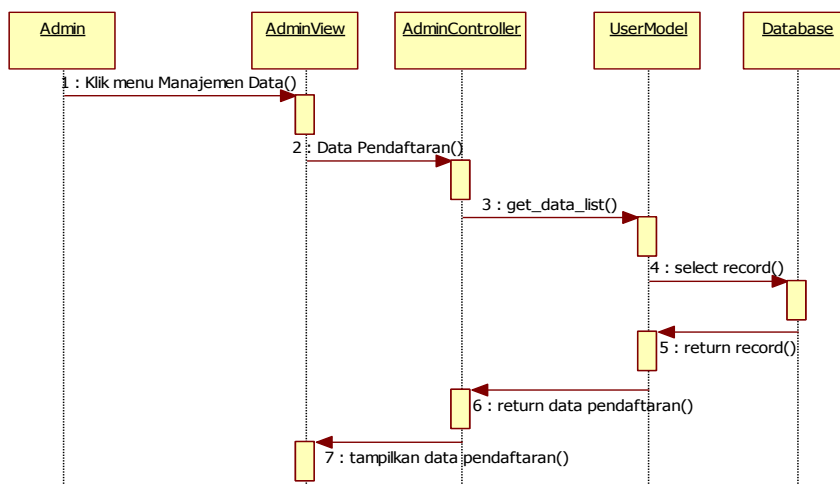 Admin
AdminView
AdminController
UserModel
Database
1 : Klik menu Manajemen Data()
2 : Data Pendaftaran()
3 : get_data_list()
4 : select record()
5 : return record()
6 : return data pendaftaran()
7 : tampilkan data pendaftaran()